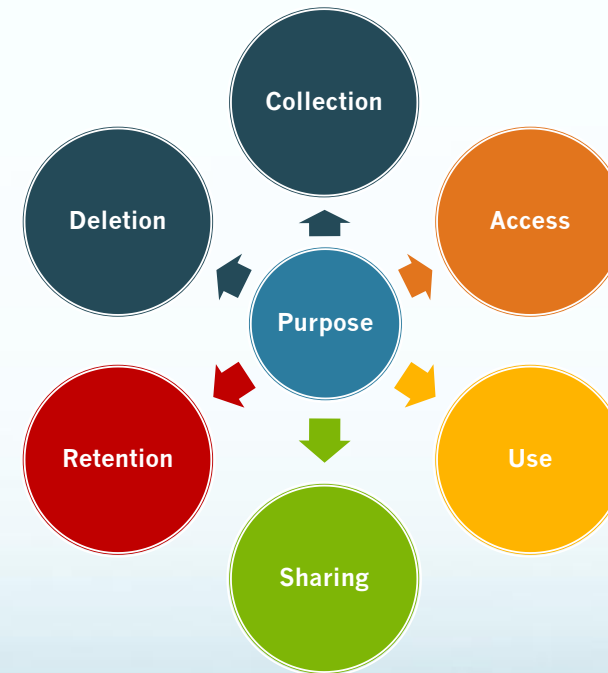 Collection
Deletion
Access
Purpose
Retention
Use
Sharing